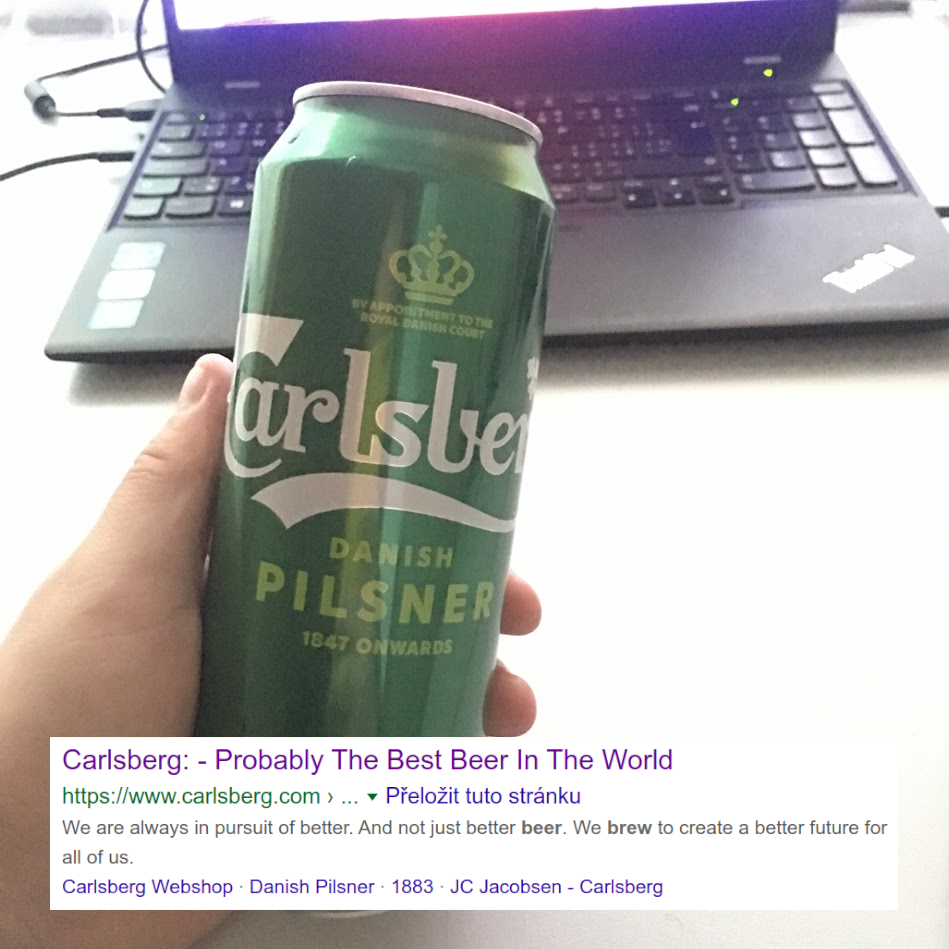 BY APPOINTMENT TO THE
ROYAL DANISH COURT
Carlsber
DANISH
PILSNER
1847 ONWARDS
Carlsberg: - Probably The Best Beer In The World
https://www.carlsberg.com › ... ▾ Přeložit tuto stránku
We are always in pursuit of better. And not just better beer. We brew to create a better future for
all of us.
Carlsberg Webshop · Danish Pilsner · 1883 · JC Jacobsen - Carlsberg